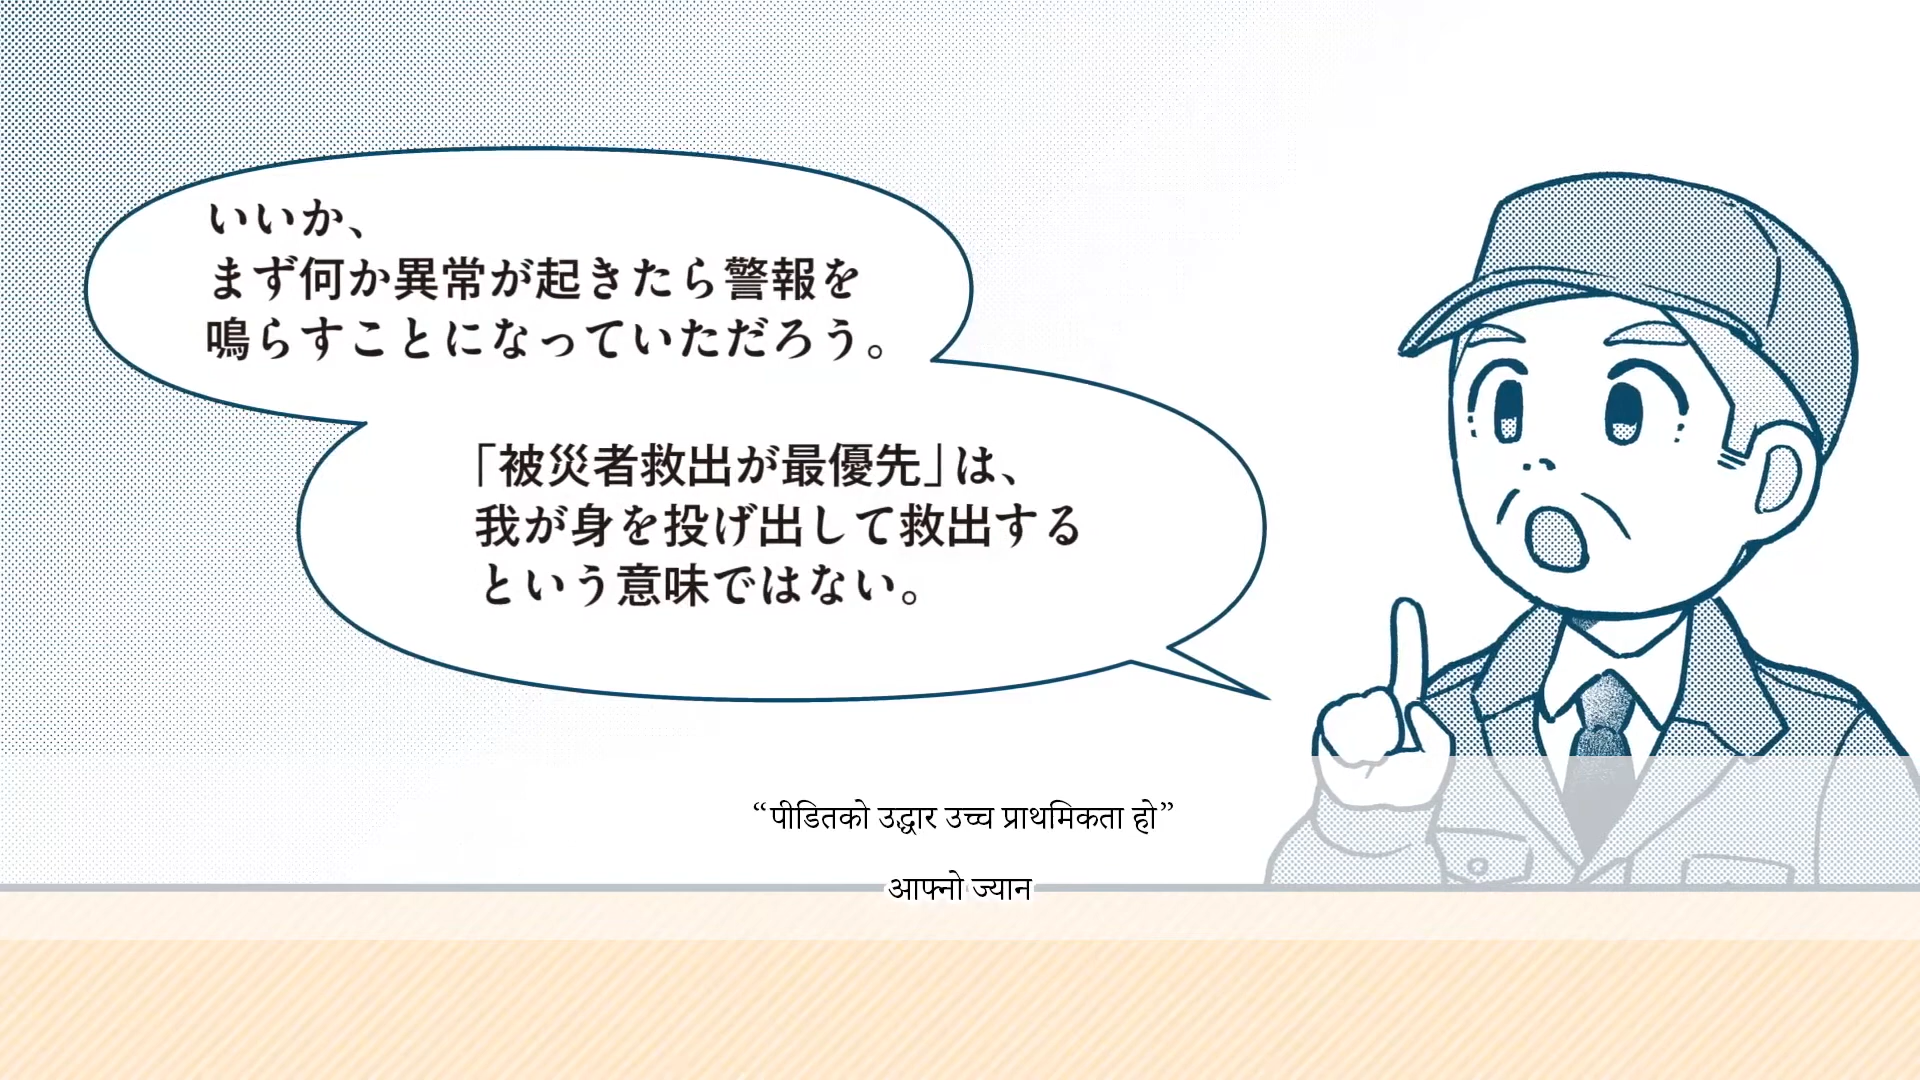 いいか、
まず何か異常が起きたら警報を
鳴らすことになっていただろう。
「被災者救出が最優先」は、
我が身を投げ出して救出する
という意味ではない。
“पीडितको उद्धार उच्च प्राथमिकता हो”
आफ्नो ज्यान